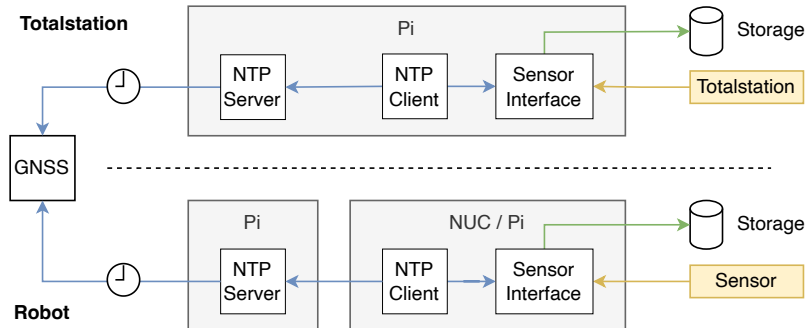 Totalstation
Pi
Storage
NTP
Server
NTP
Client
Sensor
Interface
Totalstation
GNSS
Pi
NUC / Pi
Storage
NTP
Server
NTP
Client
Sensor
Interface
Sensor
Robot